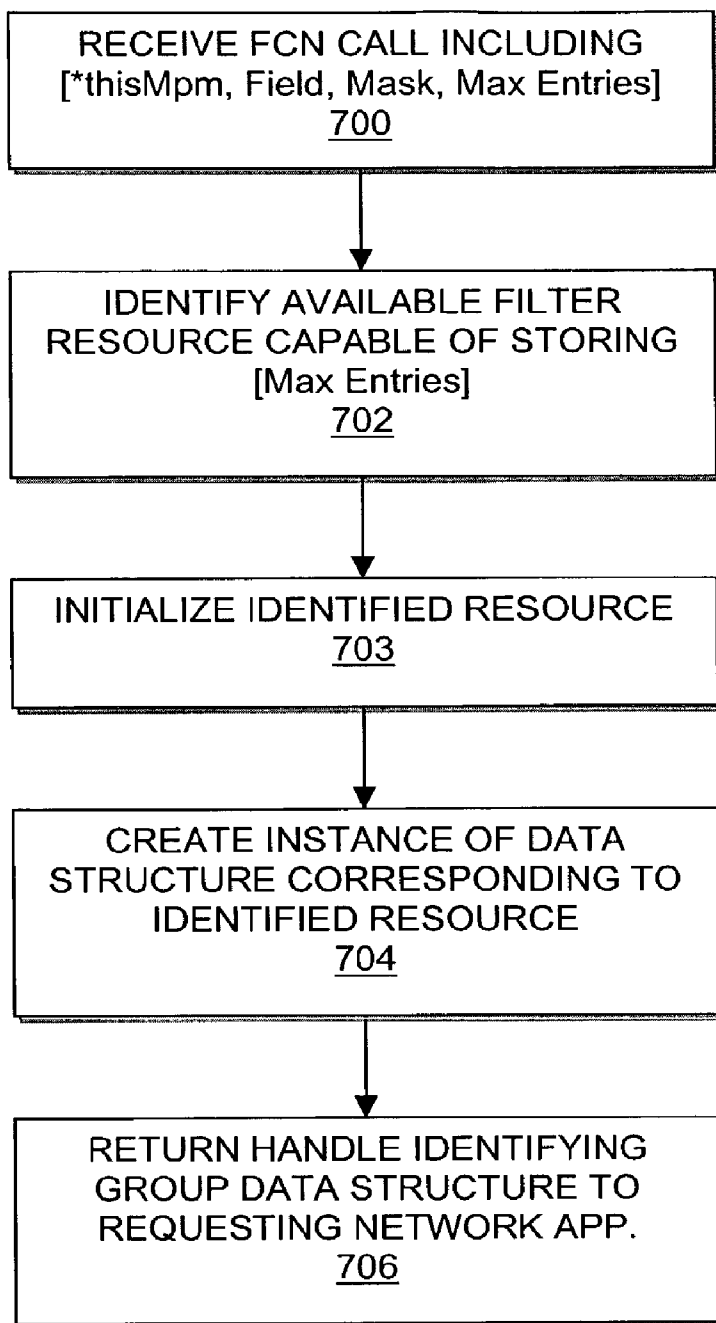 RECEIVE FCN CALL INCLUDING
[*thisMpm, Field, Mask, Max Entries]
700
IDENTIFY AVAILABLE FILTER
RESOURCE CAPABLE OF STORING
[Max Entries]
702
INITIALIZE IDENTIFIED RESOURCE
703
CREATE INSTANCE OF DATA
STRUCTURE CORRESPONDING TO
IDENTIFIED RESOURCE
704
RETURN HANDLE IDENTIFYING
GROUP DATA STRUCTURE TO
REQUESTING NETWORK APP.
706